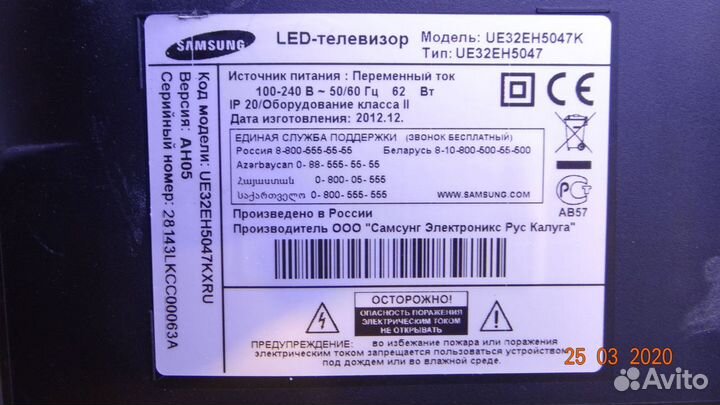 SAMSUNG
LED-телевизор
Модель: UE32EH5047K
Тип: UE32EH5047
Источник питания : Переменный ток
100-240 В ~ 50/60 Гц 62 Вт
IP 20/Оборудование класса II
Дата изготовления: 2012.12.
ЕДИНАЯ СЛУЖБА ПОДДЕРЖКИ (ЗВОНОК БЕСПЛАТНЫЙ)
Россия 8-800-555-55-55 Беларусь 8-10-800-500-55-500
Azərbaycan 0- 88- 555- 55- 55
Հայաստան 0- 800- 05- 555
საქართველო 0- 800- 555- 555
WWW.SAMSUNG.COM
CE
АВ57
Произведено в России
Производитель ООО "Самсунг Электроникс Рус Калуга"
ОСТОРОЖНО!
ОПАСНОСТЬ ПОРАЖЕНИЯ
ЭЛЕКТРИЧЕСКИМ ТОКОМ
НЕ ОТКРЫВАТЬ
ПРЕДУПРЕЖДЕНИЕ: во избежание пожара или поражения
электрическим током запрещается пользоваться устройством
под дождем или во влажной среде.
Код модели: UE32EH5047KXRU
Версия: AH05
Серийный номер: 28143LKCC00063A
25 03 2020
Avito